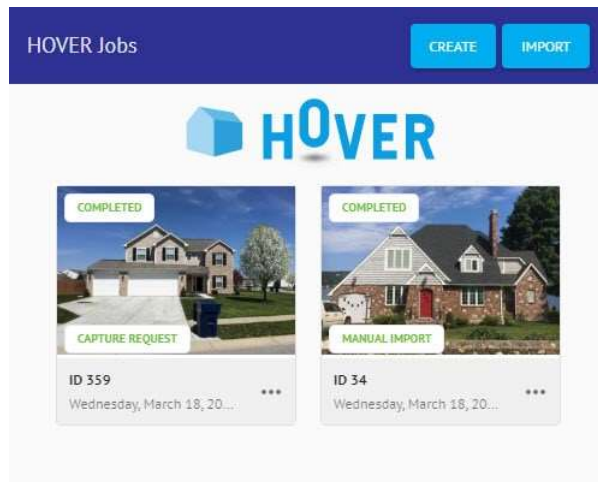 HOVER Jobs
CREATE
IMPORT
HOVER
COMPLETED
COMPLETED
CAPTURE REQUEST
MANUAL IMPORT
ID 359
ID 34
Wednesday, March 18, 20...
Wednesday, March 18, 20...